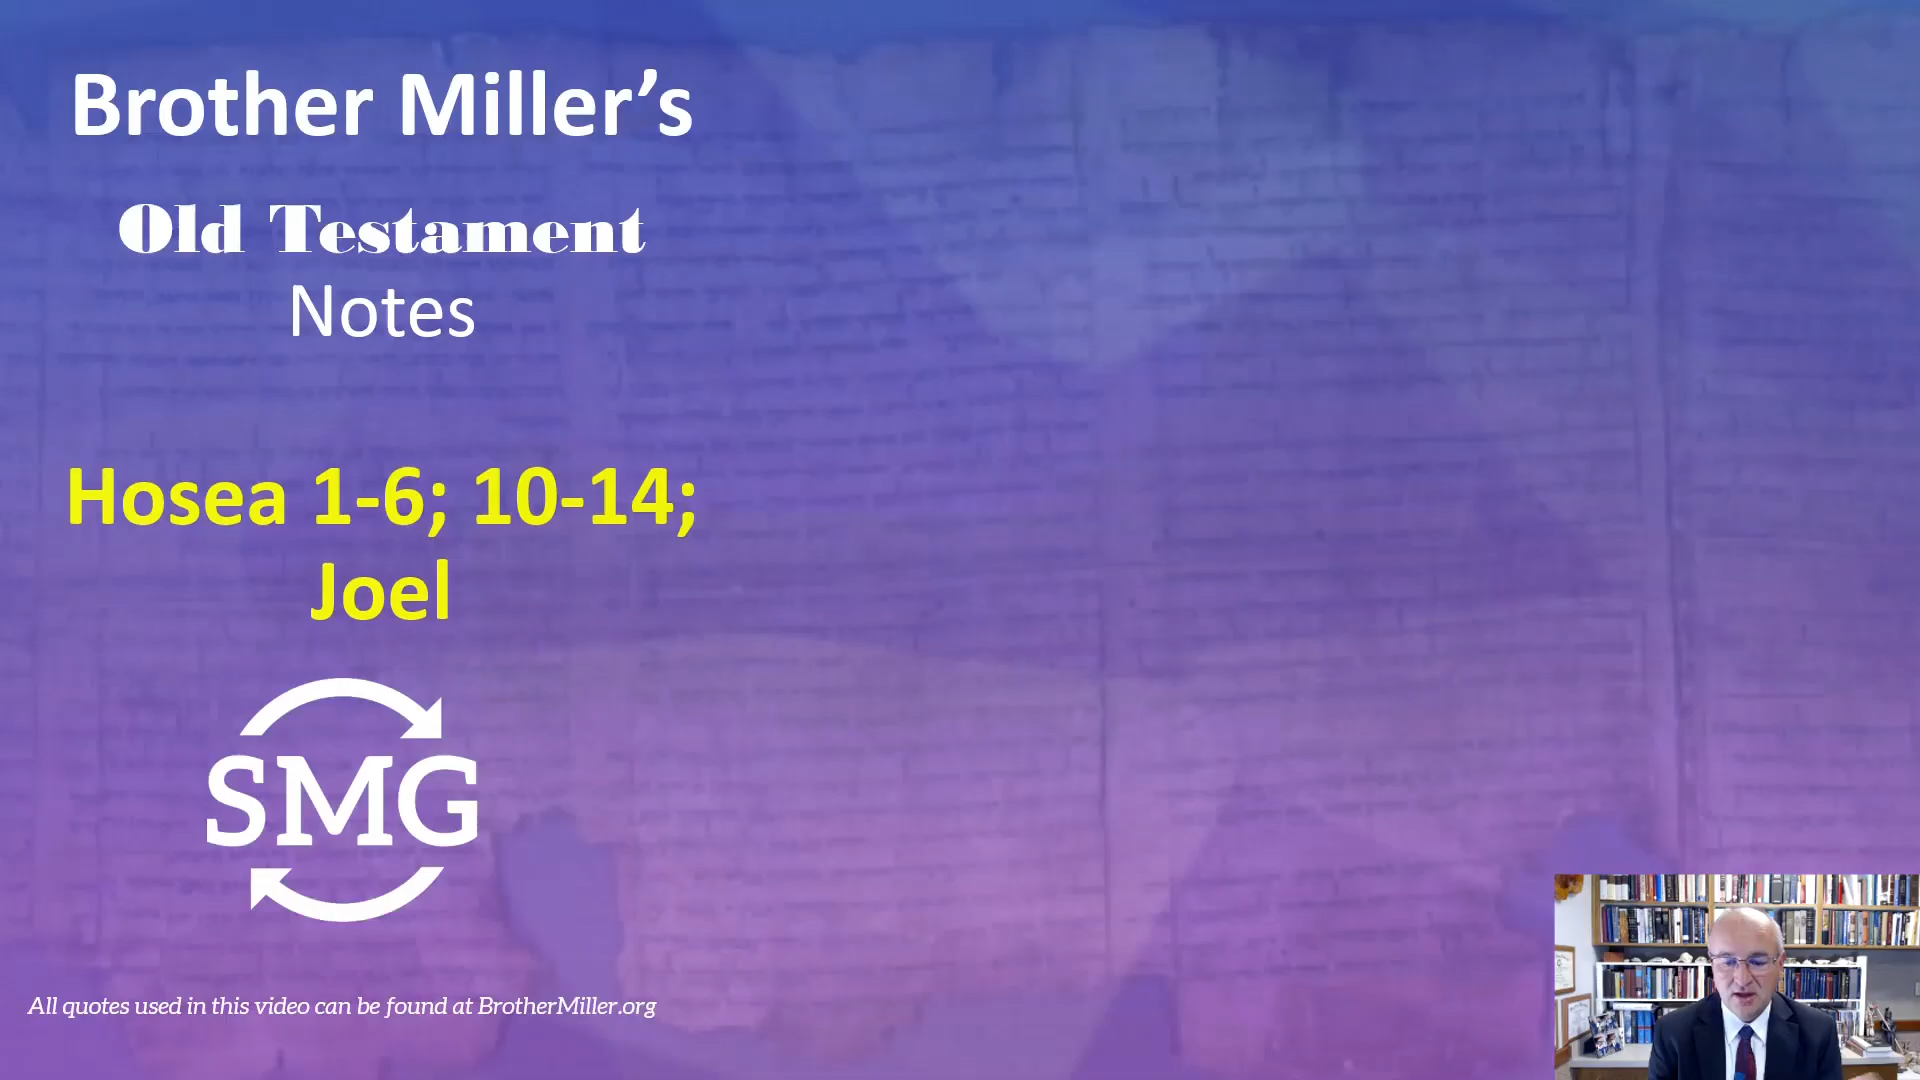 Brother Miller’s
Old Testament
Notes
Hosea 1-6; 10-14;
Joel
SMG
All quotes used in this video can be found at BrotherMiller.org